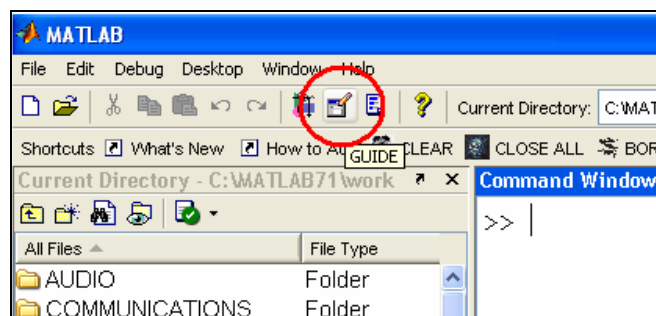 MATLAB
File Edit Debug Desktop Window Help
Current Directory: C:\MAT
Shortcuts What's New How to A CLEAR CLOSE ALL BOR
GUIDE
Current Directory - C:\MATLAB71\work
Command Window
>>
All Files File Type
AUDIO Folder
COMMUNICATIONS Folder